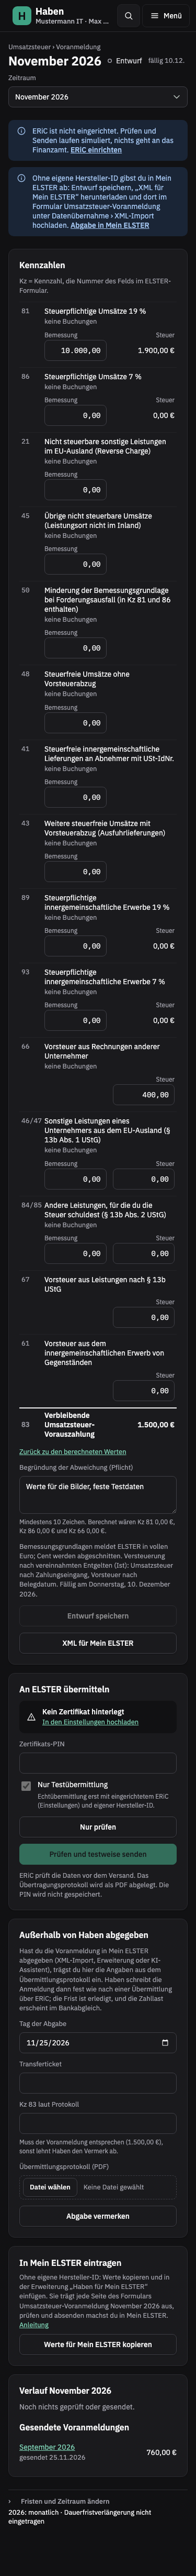 H
Haben
Mustermann IT · Max ...
Menü
Umsatzsteuer › Voranmeldung
November 2026
Entwurf fällig 10.12.
Zeitraum
November 2026
ERiC ist nicht eingerichtet. Prüfen und
Senden laufen simuliert, nichts geht an das
Finanzamt. ERiC einrichten
Ohne eigene Hersteller-ID gibst du in Mein
ELSTER ab: Entwurf speichern, „XML für
Mein ELSTER“ herunterladen und dort im
Formular Umsatzsteuer-Voranmeldung
unter Datenübernahme › XML-Import
hochladen. Abgabe in Mein ELSTER
Kennzahlen
Kz = Kennzahl, die Nummer des Felds im ELSTER-
Formular.
81 Steuerpflichtige Umsätze 19 %
keine Buchungen
Bemessung Steuer
10.000,00 1.900,00 €
86 Steuerpflichtige Umsätze 7 %
keine Buchungen
Bemessung Steuer
0,00 0,00 €
21 Nicht steuerbare sonstige Leistungen
im EU-Ausland (Reverse Charge)
keine Buchungen
Bemessung
0,00
45 Übrige nicht steuerbare Umsätze
(Leistungsort nicht im Inland)
keine Buchungen
Bemessung
0,00
50 Minderung der Bemessungsgrundlage
bei Forderungsausfall (in Kz 81 und 86
enthalten)
keine Buchungen
Bemessung
0,00
48 Steuerfreie Umsätze ohne
Vorsteuerabzug
keine Buchungen
Bemessung
0,00
41 Steuerfreie innergemeinschaftliche
Lieferungen an Abnehmer mit USt-IdNr.
keine Buchungen
Bemessung
0,00
43 Weitere steuerfreie Umsätze mit
Vorsteuerabzug (Ausfuhrlieferungen)
keine Buchungen
Bemessung
0,00
89 Steuerpflichtige
innergemeinschaftliche Erwerbe 19 %
keine Buchungen
Bemessung Steuer
0,00 0,00 €
93 Steuerpflichtige
innergemeinschaftliche Erwerbe 7 %
keine Buchungen
Bemessung Steuer
0,00 0,00 €
66 Vorsteuer aus Rechnungen anderer
Unternehmer
keine Buchungen
Steuer
400,00
46/47 Sonstige Leistungen eines
Unternehmers aus dem EU-Ausland (§
13b Abs. 1 UStG)
keine Buchungen
Bemessung Steuer
0,00 0,00
84/85 Andere Leistungen, für die du die
Steuer schuldest (§ 13b Abs. 2 UStG)
keine Buchungen
Bemessung Steuer
0,00 0,00
67 Vorsteuer aus Leistungen nach § 13b
UStG
Steuer
0,00
61 Vorsteuer aus dem
innergemeinschaftlichen Erwerb von
Gegenständen
Steuer
0,00
83 Verbleibende
Umsatzsteuer-
Vorauszahlung
1.500,00 €
Zurück zu den berechneten Werten
Begründung der Abweichung (Pflicht)
Werte für die Bilder, feste Testdaten
Mindestens 10 Zeichen. Berechnet wären Kz 81 0,00 €,
Kz 86 0,00 € und Kz 66 0,00 €.
Bemessungsgrundlagen meldet ELSTER in vollen
Euro; Cent werden abgeschnitten. Versteuerung
nach vereinnahmten Entgelten (Ist): Umsatzsteuer
nach Zahlungseingang, Vorsteuer nach
Belegdatum. Fällig am Donnerstag, 10. Dezember
2026.
Entwurf speichern
XML für Mein ELSTER
An ELSTER übermitteln
Kein Zertifikat hinterlegt
In den Einstellungen hochladen
Zertifikats-PIN
Nur Testübermittlung
Echtübermittlung erst mit eingerichtetem ERiC
(Einstellungen) und eigener Hersteller-ID.
Nur prüfen
Prüfen und testweise senden
ERiC prüft die Daten vor dem Versand. Das
Übertragungsprotokoll wird als PDF abgelegt. Die
PIN wird nicht gespeichert.
Außerhalb von Haben abgegeben
Hast du die Voranmeldung in Mein ELSTER
abgegeben (XML-Import, Erweiterung oder KI-
Assistent), trägst du hier die Angaben aus dem
Übermittlungsprotokoll ein. Haben schreibt die
Anmeldung dann fest wie nach einer Übermittlung
über ERiC; die Frist ist erledigt, und die Zahllast
erscheint im Bankabgleich.
Tag der Abgabe
11/25/2026
Transferticket
Kz 83 laut Protokoll
Muss der Voranmeldung entsprechen (1.500,00 €),
sonst lehnt Haben den Vermerk ab.
Übermittlungsprotokoll (PDF)
Datei wählen Keine Datei gewählt
Abgabe vermerken
In Mein ELSTER eintragen
Ohne eigene Hersteller-ID: Werte kopieren und in
der Erweiterung „Haben für Mein ELSTER“
einfügen. Sie trägt jede Seite des Formulars
Umsatzsteuer-Voranmeldung November 2026 aus,
prüfen und absenden machst du in Mein ELSTER.
Anleitung
Werte für Mein ELSTER kopieren
Verlauf November 2026
Noch nichts geprüft oder gesendet.
Gesendete Voranmeldungen
September 2026
gesendet 25.11.2026
760,00 €
› Fristen und Zeitraum ändern
2026: monatlich · Dauerfristverlängerung nicht
eingetragen